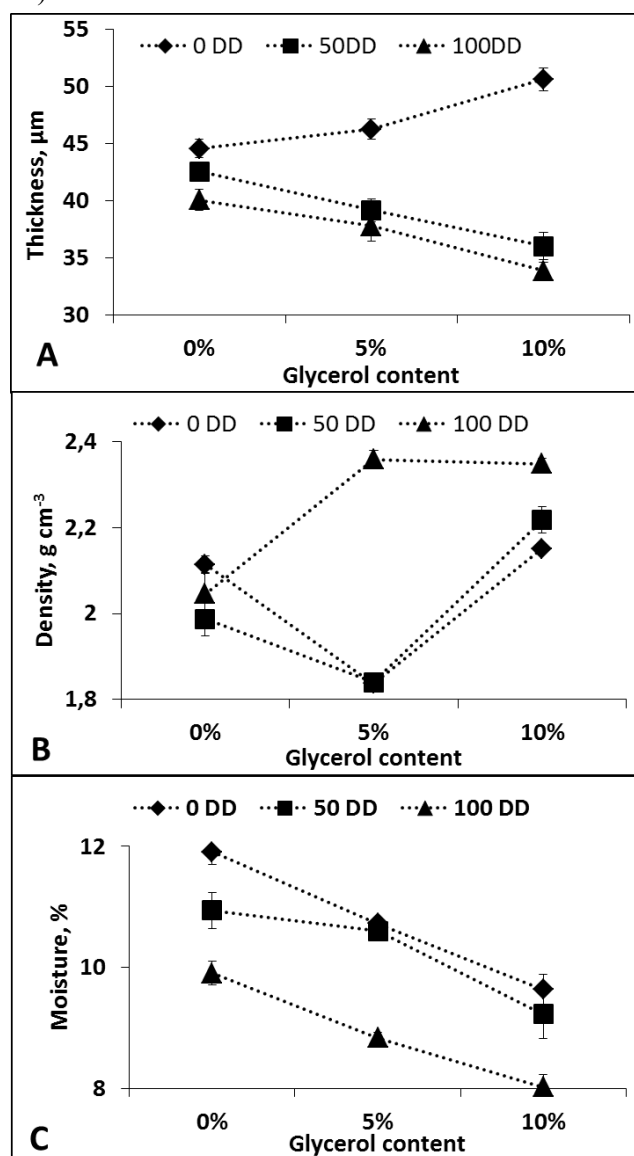 )
0 DD 50DD 100DD
55
50
45
40
35
30
Thickness, µm
0% 5% 10%
Glycerol content
A
0 DD 50 DD 100 DD
2,4
2,2
2
1,8
Density, g cm-3
0% 5% 10%
Glycerol content
B
0 DD 50 DD 100 DD
12
10
8
Moisture, %
0% 5% 10%
Glycerol content
C